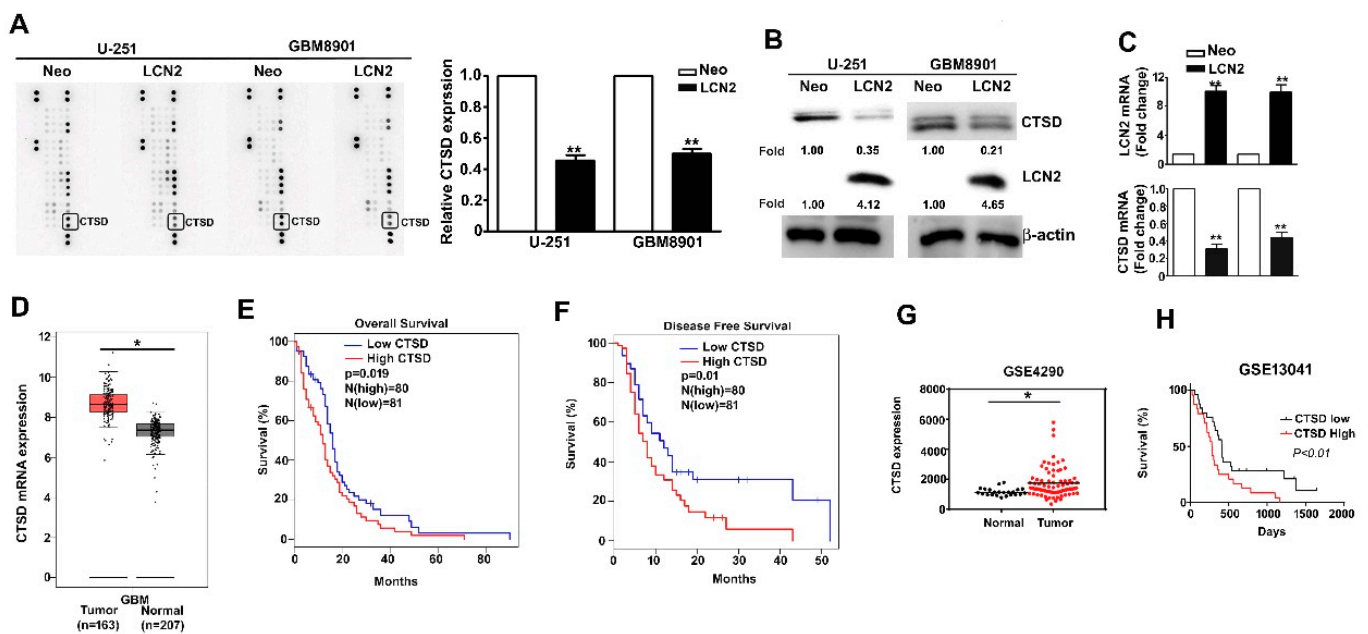 A
U-251
GBM8901
Neo
LCN2
Neo
LCN2
CTSD
CTSD
CTSD
CTSD
Relative CTSD expression
1.0
0.8
0.6
0.4
0.2
0.0
**
**
Neo
LCN2
U-251
GBM8901
B
U-251
GBM8901
Neo LCN2 Neo LCN2
CTSD
Fold 1.00 0.35 1.00 0.21
LCN2
Fold 1.00 4.12 1.00 4.65
β-actin
C
Neo
LCN2
LCN2 mRNA
(Fold change)
12
8
4
0
**
**
CTSD mRNA
(Fold change)
1.0
0.8
0.4
0.2
0
**
**
D
CTSD mRNA expression
12
10
8
6
4
2
0
*
GBM
Tumor Normal
(n=163) (n=207)
E
Overall Survival
Low CTSD
High CTSD
p=0.019
N(high)=80
N(low)=81
Survival (%)
100
80
60
40
20
0
0 20 40 60 80
Months
F
Disease Free Survival
Low CTSD
High CTSD
p=0.01
N(high)=80
N(low)=81
Survival (%)
100
80
60
40
20
0
0 10 20 30 40 50
Months
G
GSE4290
CTSD expression
8000
6000
4000
2000
0
*
Normal Tumor
H
GSE13041
CTSD low
CTSD High
P<0.01
Survival (%)
100
50
0
0 500 1000 1500 2000
Days